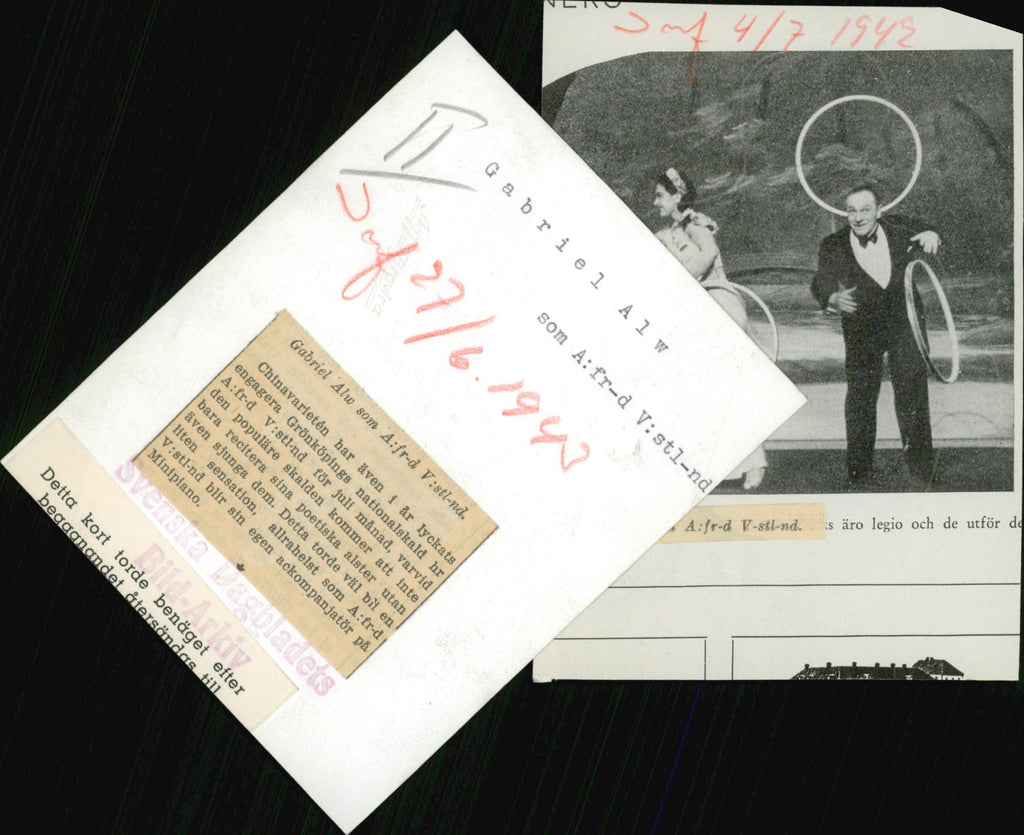 II
Gabriel Alw
som A:fr-d V:stl-nd
27/6. 1943
Gabriel Alw som A:fr-d V:stl-nd.
Chinavarietén har även i år lyckats
engagera Grönköpings nationalskald hr
A:fr-d V:stl-nd för juli månad, varvid
den populäre skalden kommer att inte
bara recitera sina poetiska alster utan
även sjunga dem. Detta torde väl bli en
liten sensation, allrahelst som A:fr-d
V:stl-nd blir sin egen ackompanjatör på
Minipiano.
Svenska Dagbladets
Bild-Arkiv
Detta kort torde benäget efter
begagnandet återsändas till
4/7 1942
A:fr-d V-stl-nd.
äro legio och de utför de